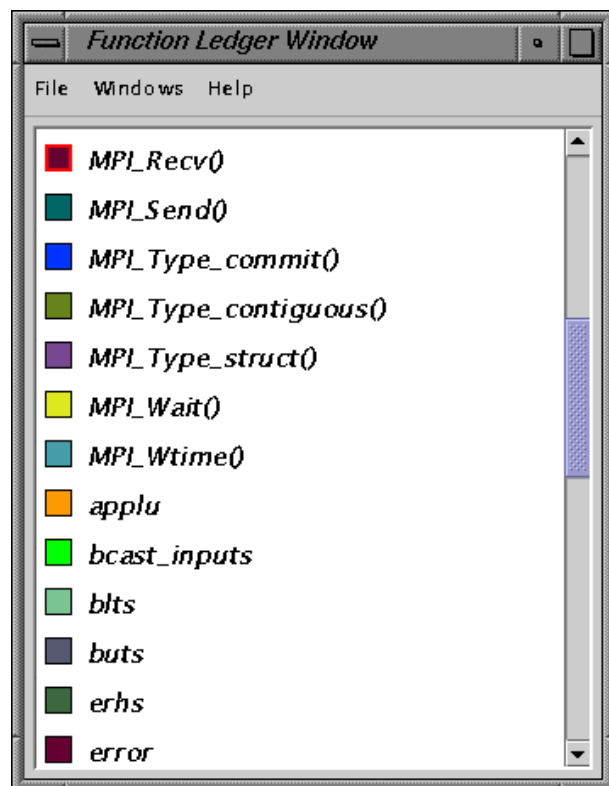 Function Ledger Window
File Windows Help
MPI_Recv()
MPI_Send()
MPI_Type_commit()
MPI_Type_contiguous()
MPI_Type_struct()
MPI_Wait()
MPI_Wtime()
applu
bcast_inputs
blts
buts
erhs
error